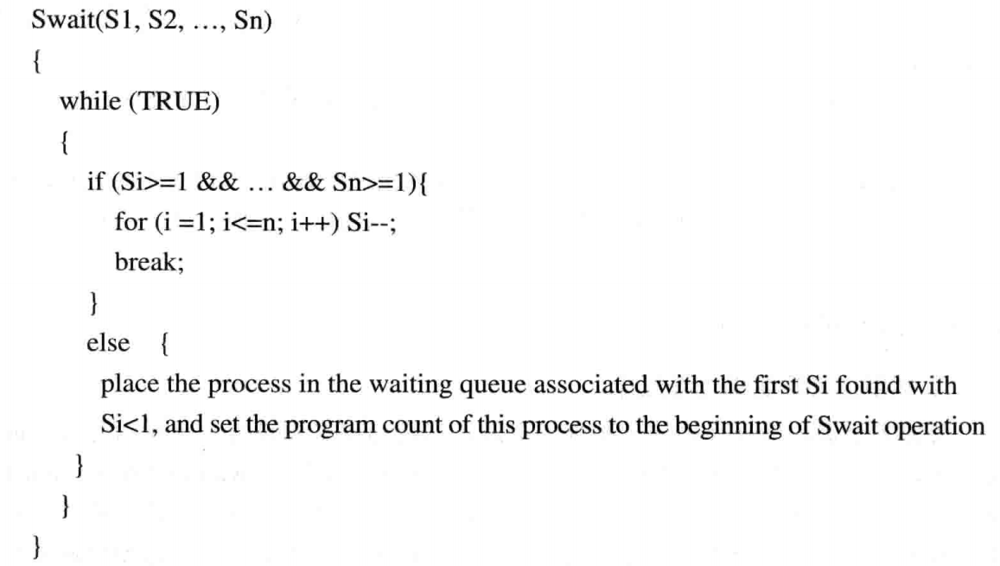 Swait(S1, S2, …, Sn)
{
while (TRUE)
{
if (Si>=1 && … && Sn>=1){
for (i =1; i<=n; i++) Si--;
break;
}
else {
place the process in the waiting queue associated with the first Si found with
Si<1, and set the program count of this process to the beginning of Swait operation
}
}
}